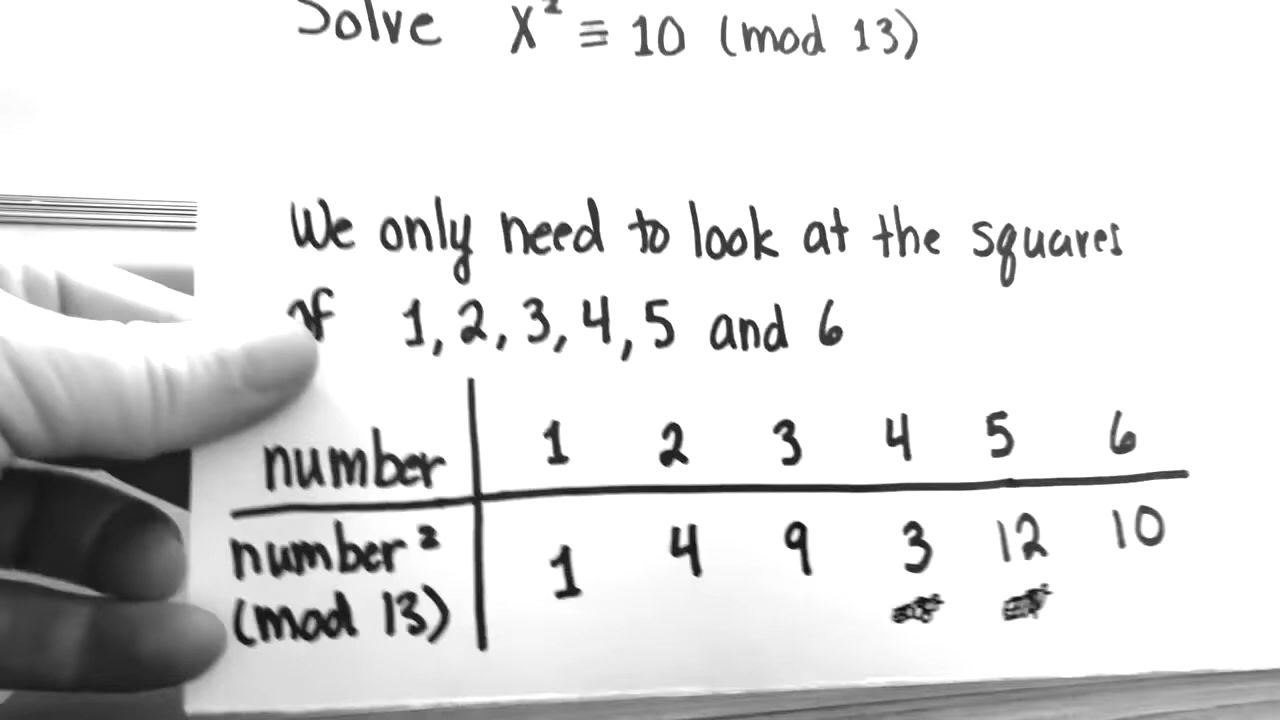 Solve x² ≡ 10 (mod 13)
We only need to look at the squares
of 1, 2, 3, 4, 5 and 6
number 1 2 3 4 5 6
number² 1 4 9 3 12 10
(mod 13)